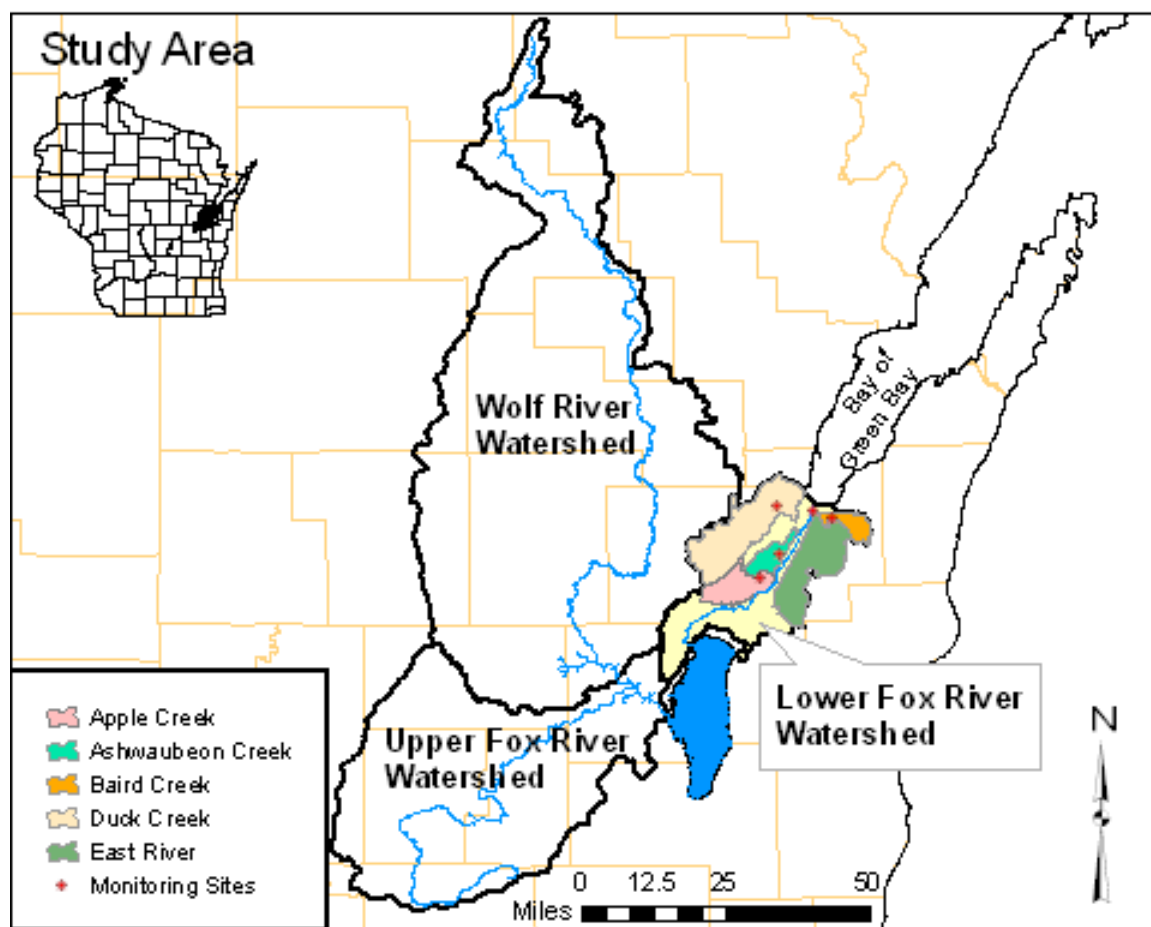 Study Area
Bay of
Green Bay
Wolf River
Watershed
Lower Fox River
Watershed
Upper Fox River
Watershed
Apple Creek
Ashwaubeon Creek
Baird Creek
Duck Creek
East River
Monitoring Sites
N
0 12.5 25 50
Miles